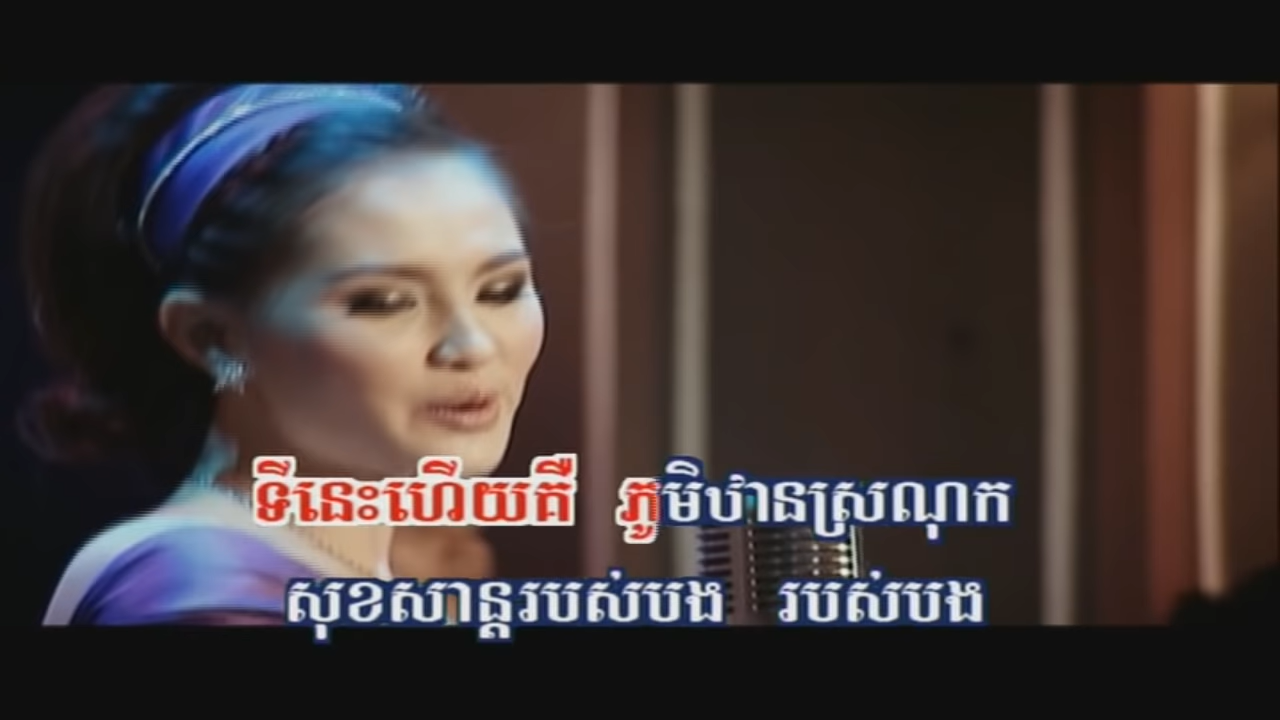 ទីនេះហើយគឺ ភូមិឋានស្រណុក
សុខសាន្តរបស់បង របស់បង